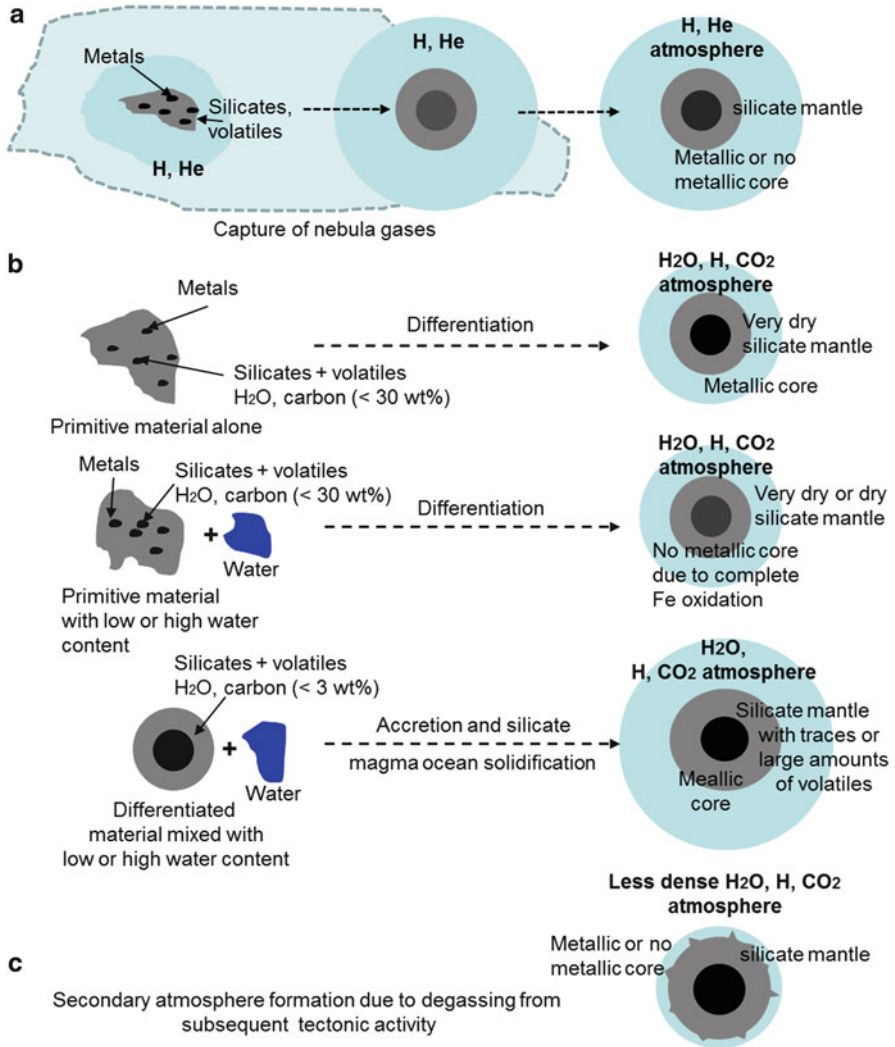 a
Metals
Silicates,
volatiles
H, He
H, He
H, He
atmosphere
silicate mantle
Metallic or no
metallic core
Capture of nebula gases
b
Metals
Silicates + volatiles
H2O, carbon (< 30 wt%)
Primitive material alone
Differentiation
H2O, H, CO2
atmosphere
Very dry
silicate mantle
Metallic core
Metals
Silicates + volatiles
H2O, carbon (< 30 wt%)
+
Water
Primitive material
with low or high water
content
Differentiation
H2O, H, CO2
atmosphere
Very dry or dry
silicate mantle
No metallic core
due to complete
Fe oxidation
Silicates + volatiles
H2O, carbon (< 3 wt%)
+
Water
Differentiated
material mixed with
low or high water content
Accretion and silicate
magma ocean solidification
H2O,
H, CO2 atmosphere
Silicate mantle
with traces or
large amounts
of volatiles
Meallic
core
Less dense H2O, H, CO2
atmosphere
Metallic or no
metallic core
silicate mantle
c
Secondary atmosphere formation due to degassing from
subsequent tectonic activity